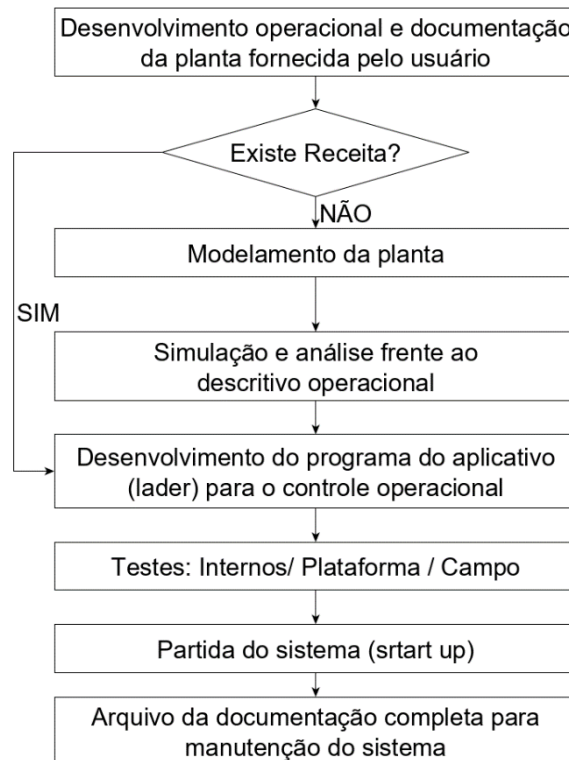 Desenvolvimento operacional e documentação
da planta fornecida pelo usuário
Existe Receita?
NÃO
Modelamento da planta
SIM
Simulação e análise frente ao
descritivo operacional
Desenvolvimento do programa do aplicativo
(lader) para o controle operacional
Testes: Internos/ Plataforma / Campo
Partida do sistema (srtart up)
Arquivo da documentação completa para
manutenção do sistema